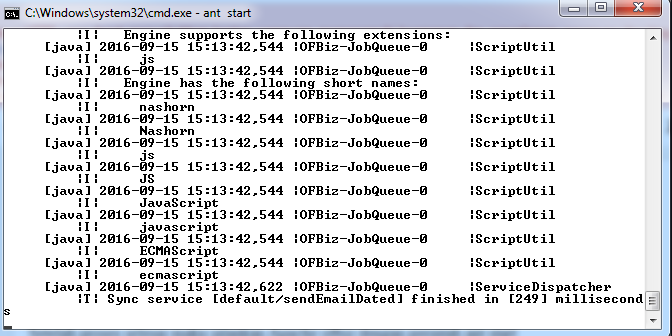 C:\Windows\system32\cmd.exe - ant  start
¦I¦   Engine supports the following extensions:
[java] 2016-09-15 15:13:42,544 ¦OFBiz-JobQueue-0     ¦ScriptUtil
¦I¦     js
[java] 2016-09-15 15:13:42,544 ¦OFBiz-JobQueue-0     ¦ScriptUtil
¦I¦   Engine has the following short names:
[java] 2016-09-15 15:13:42,544 ¦OFBiz-JobQueue-0     ¦ScriptUtil
¦I¦     nashorn
[java] 2016-09-15 15:13:42,544 ¦OFBiz-JobQueue-0     ¦ScriptUtil
¦I¦     Nashorn
[java] 2016-09-15 15:13:42,544 ¦OFBiz-JobQueue-0     ¦ScriptUtil
¦I¦     js
[java] 2016-09-15 15:13:42,544 ¦OFBiz-JobQueue-0     ¦ScriptUtil
¦I¦     JS
[java] 2016-09-15 15:13:42,544 ¦OFBiz-JobQueue-0     ¦ScriptUtil
¦I¦     JavaScript
[java] 2016-09-15 15:13:42,544 ¦OFBiz-JobQueue-0     ¦ScriptUtil
¦I¦     javascript
[java] 2016-09-15 15:13:42,544 ¦OFBiz-JobQueue-0     ¦ScriptUtil
¦I¦     ECMAScript
[java] 2016-09-15 15:13:42,544 ¦OFBiz-JobQueue-0     ¦ScriptUtil
¦I¦     ecmascript
[java] 2016-09-15 15:13:42,622 ¦OFBiz-JobQueue-0     ¦ServiceDispatcher
¦T¦ Sync service [default/sendEmailDated] finished in [249] millisecond
s